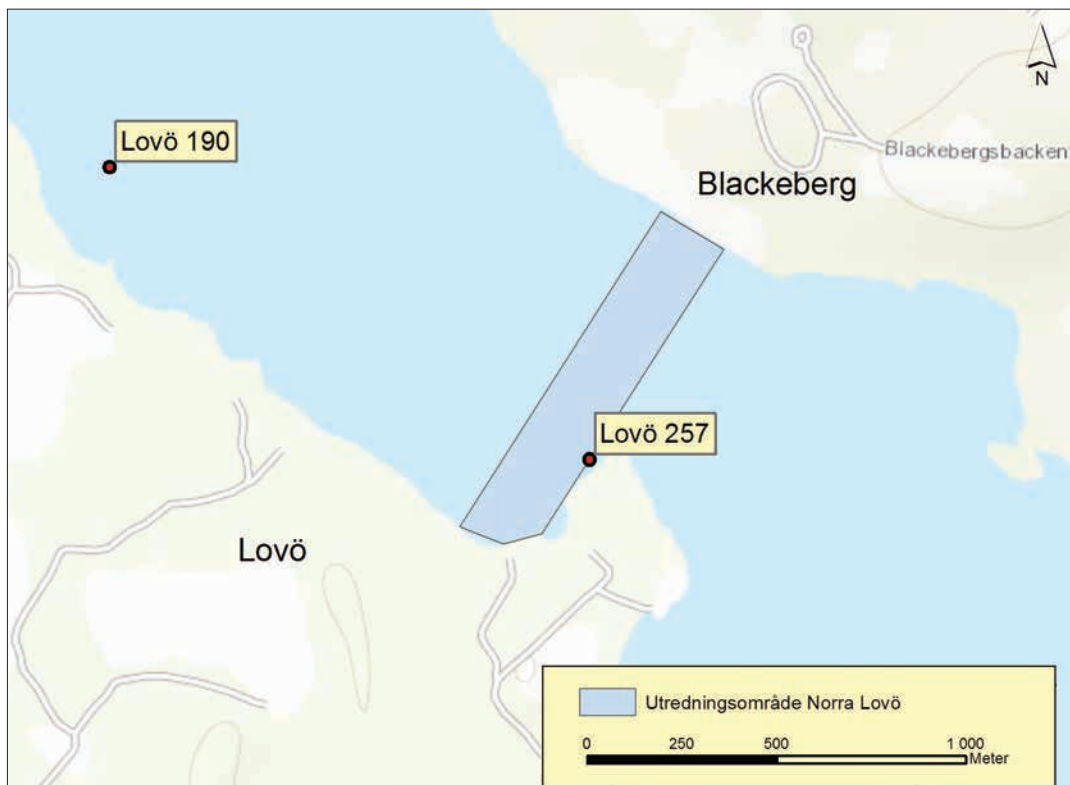 N
Lovö 190
Blackebergsbacken
Blackeberg
Lovö 257
Lovö
Utredningsområde Norra Lovö
0 250 500 1 000
Meter